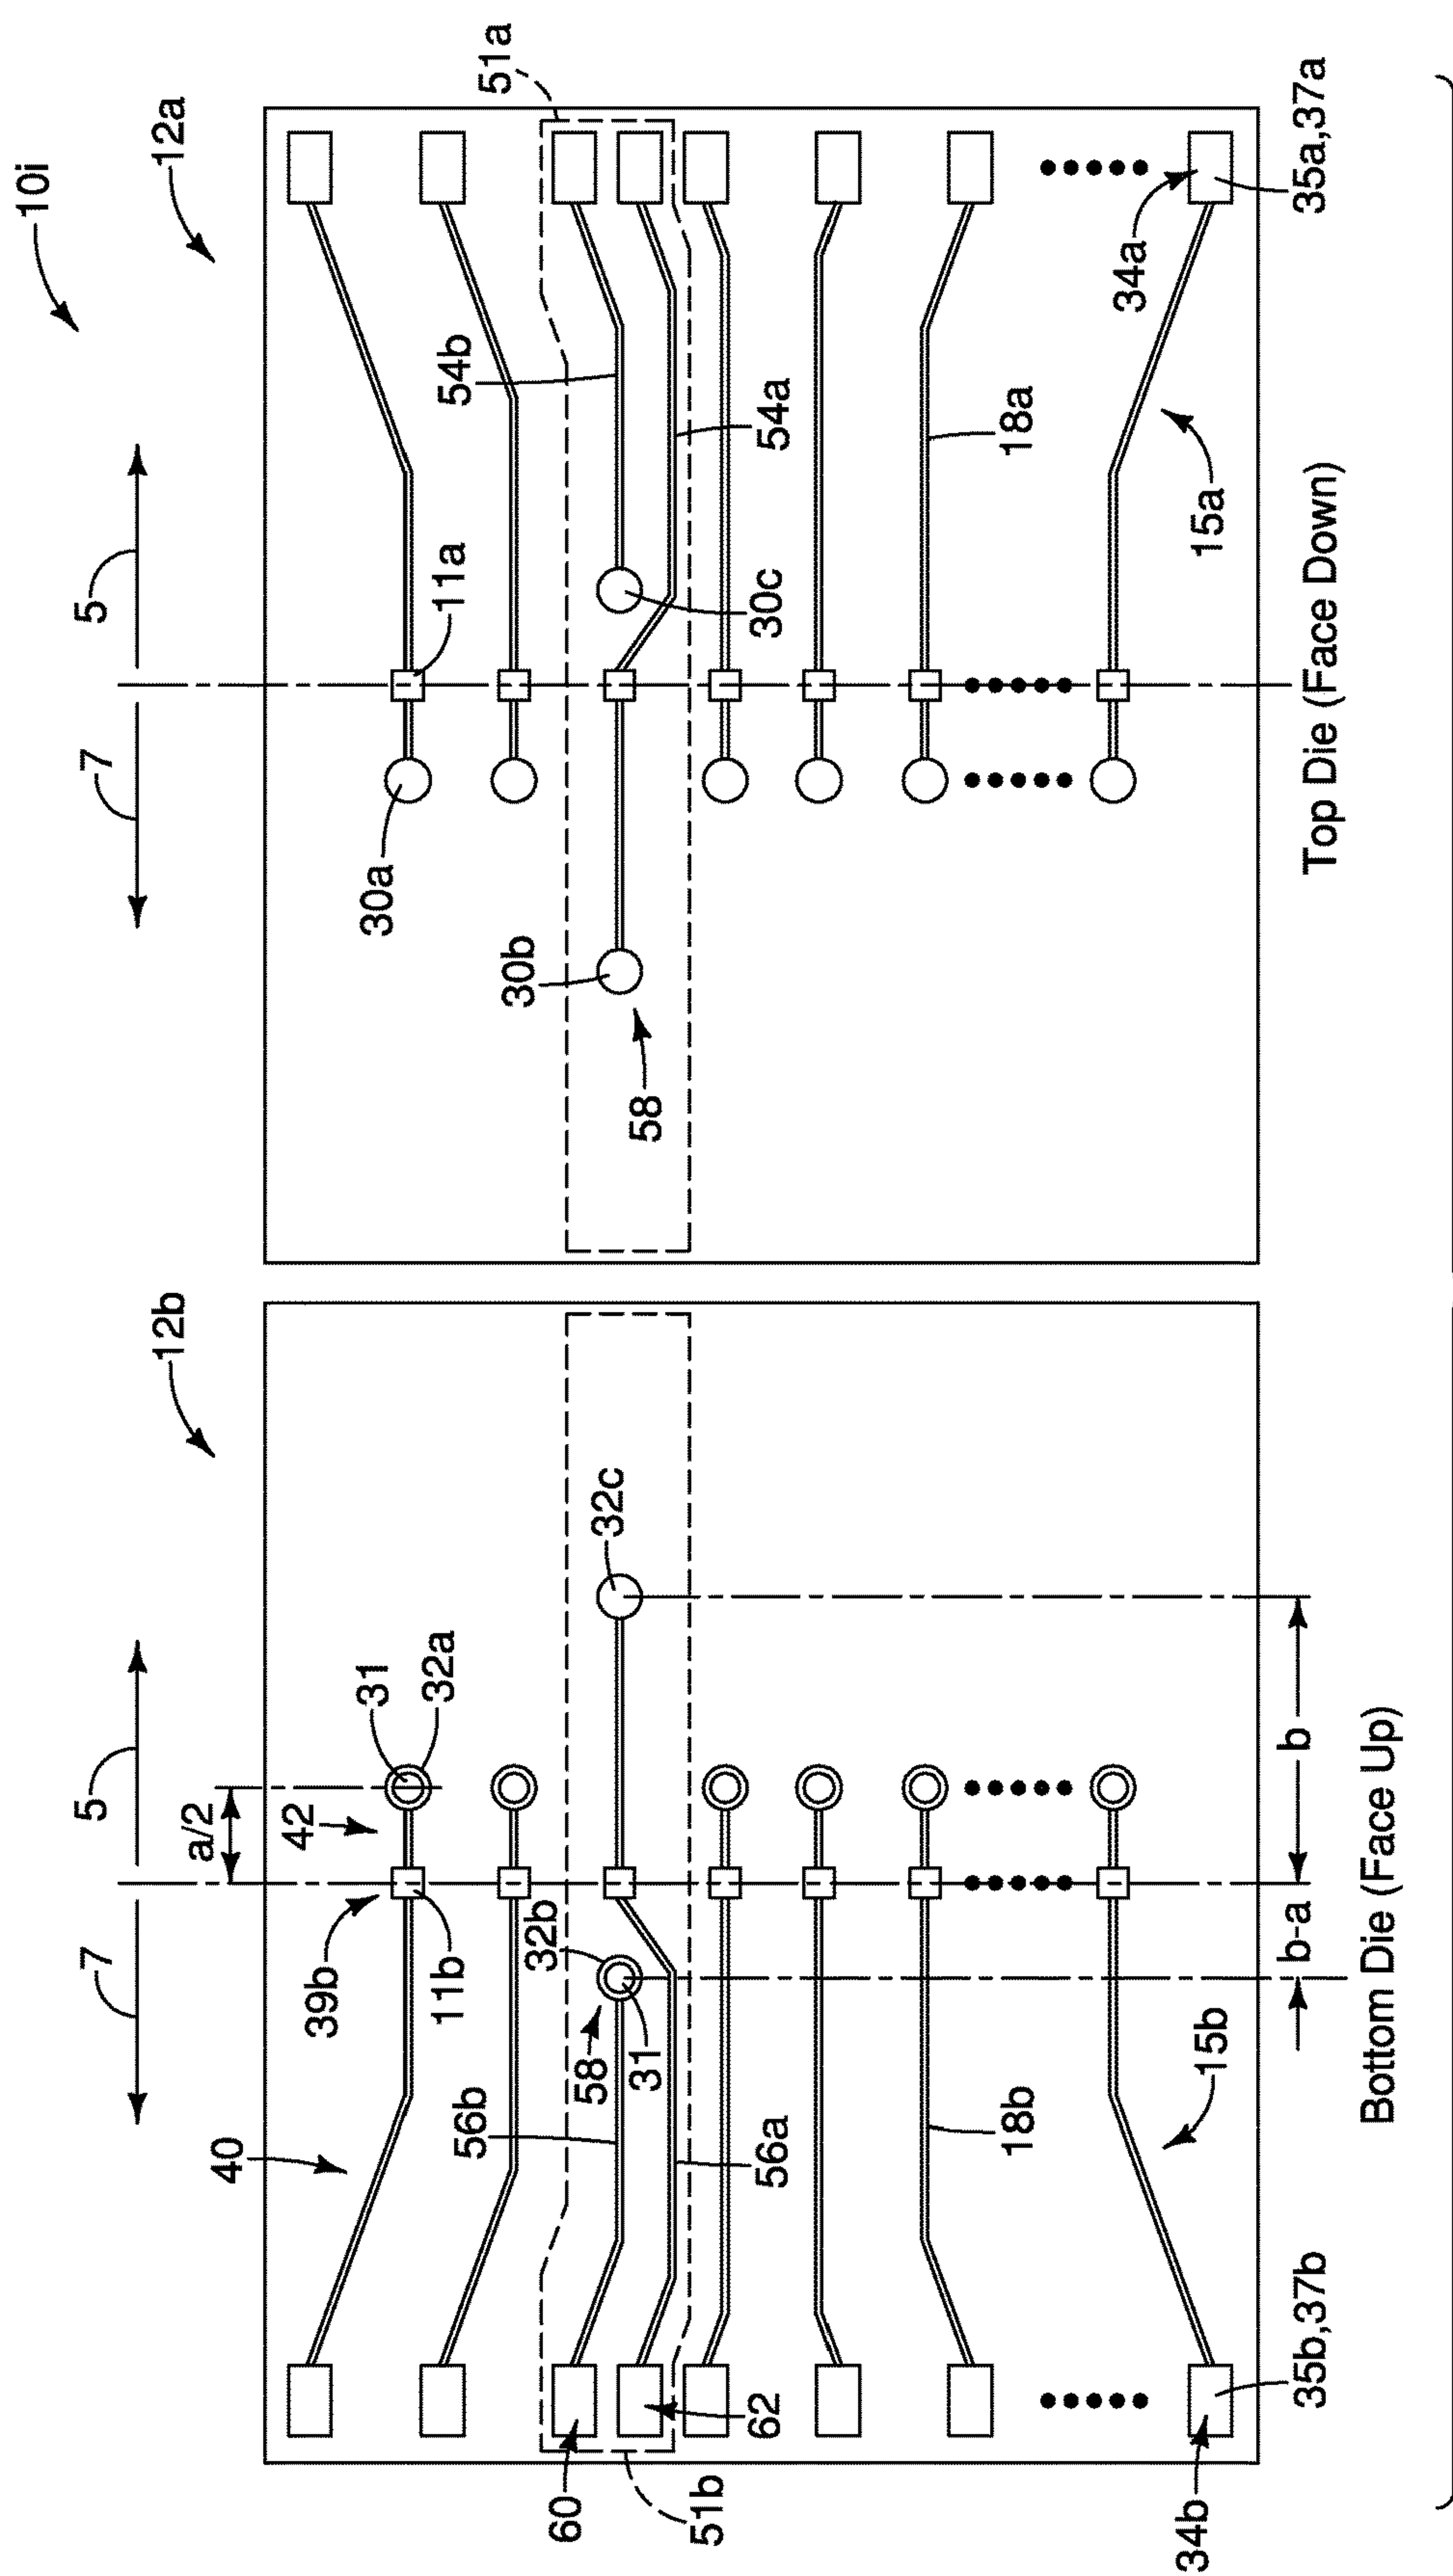 10i
12b
12a
7
5
7
5
a/2
40
39b
42
31
32a
30a
11b
11a
56b
54b
51a
32b
30b
60
58
32c
31
58
51b
62
56a
30c
54a
18b
18a
34b
15b
15a
34a
35b,37b
b-a
b
35a,37a
Bottom Die (Face Up)
Top Die (Face Down)